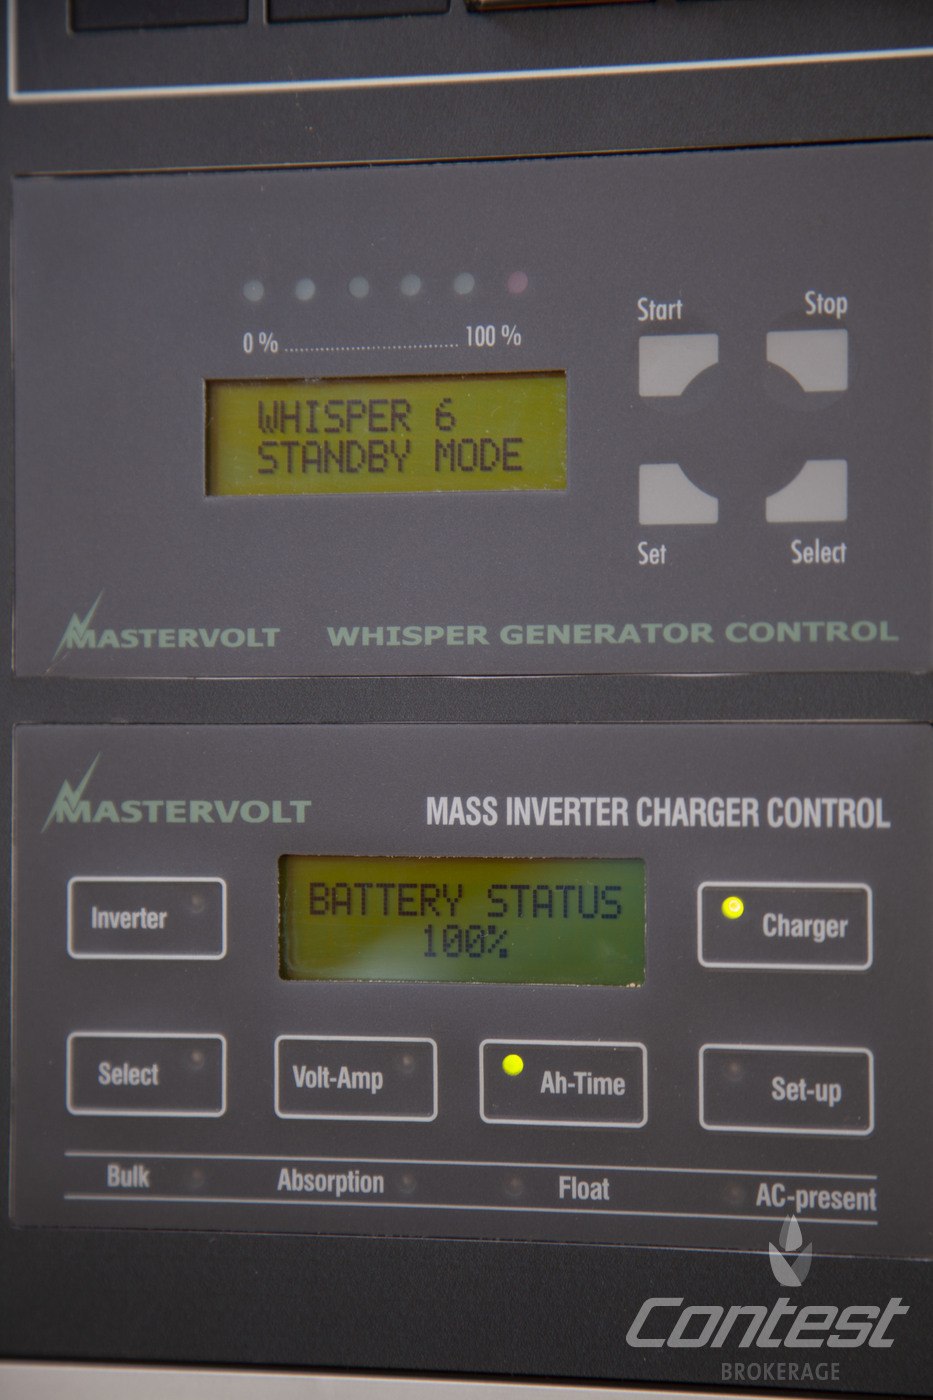 Start Stop
0 % ........................................ 100 %
WHISPER 6
STANDBY MODE
Set Select
MASTERVOLT WHISPER GENERATOR CONTROL
MASTERVOLT MASS INVERTER CHARGER CONTROL
Inverter
BATTERY STATUS
100%
Charger
Select Volt-Amp Ah-Time Set-up
Bulk Absorption Float AC-present
Contest
BROKERAGE